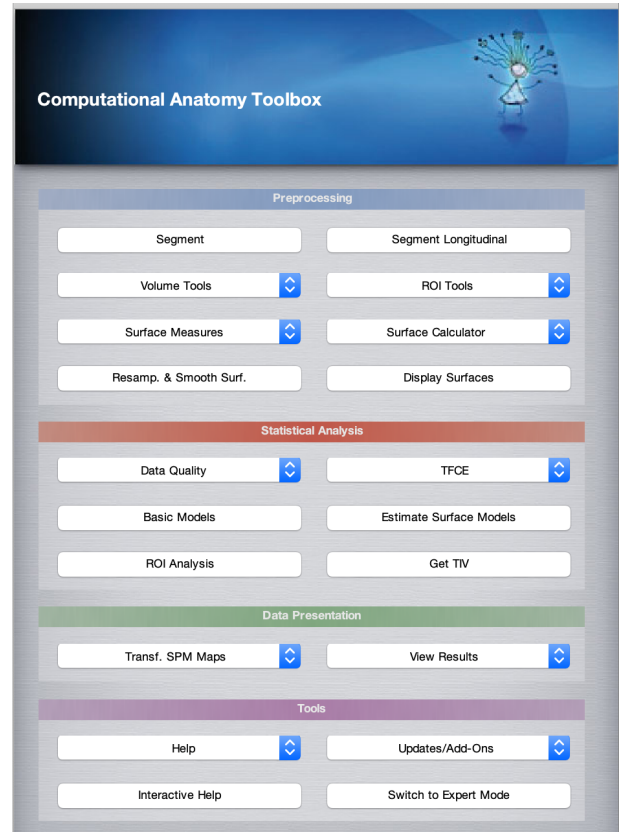 Computational Anatomy Toolbox
Preprocessing
Segment
Segment Longitudinal
Volume Tools
ROI Tools
Surface Measures
Surface Calculator
Resamp. & Smooth Surf.
Display Surfaces
Statistical Analysis
Data Quality
TFCE
Basic Models
Estimate Surface Models
ROI Analysis
Get TIV
Data Presentation
Transf. SPM Maps
View Results
Tools
Help
Updates/Add-Ons
Interactive Help
Switch to Expert Mode